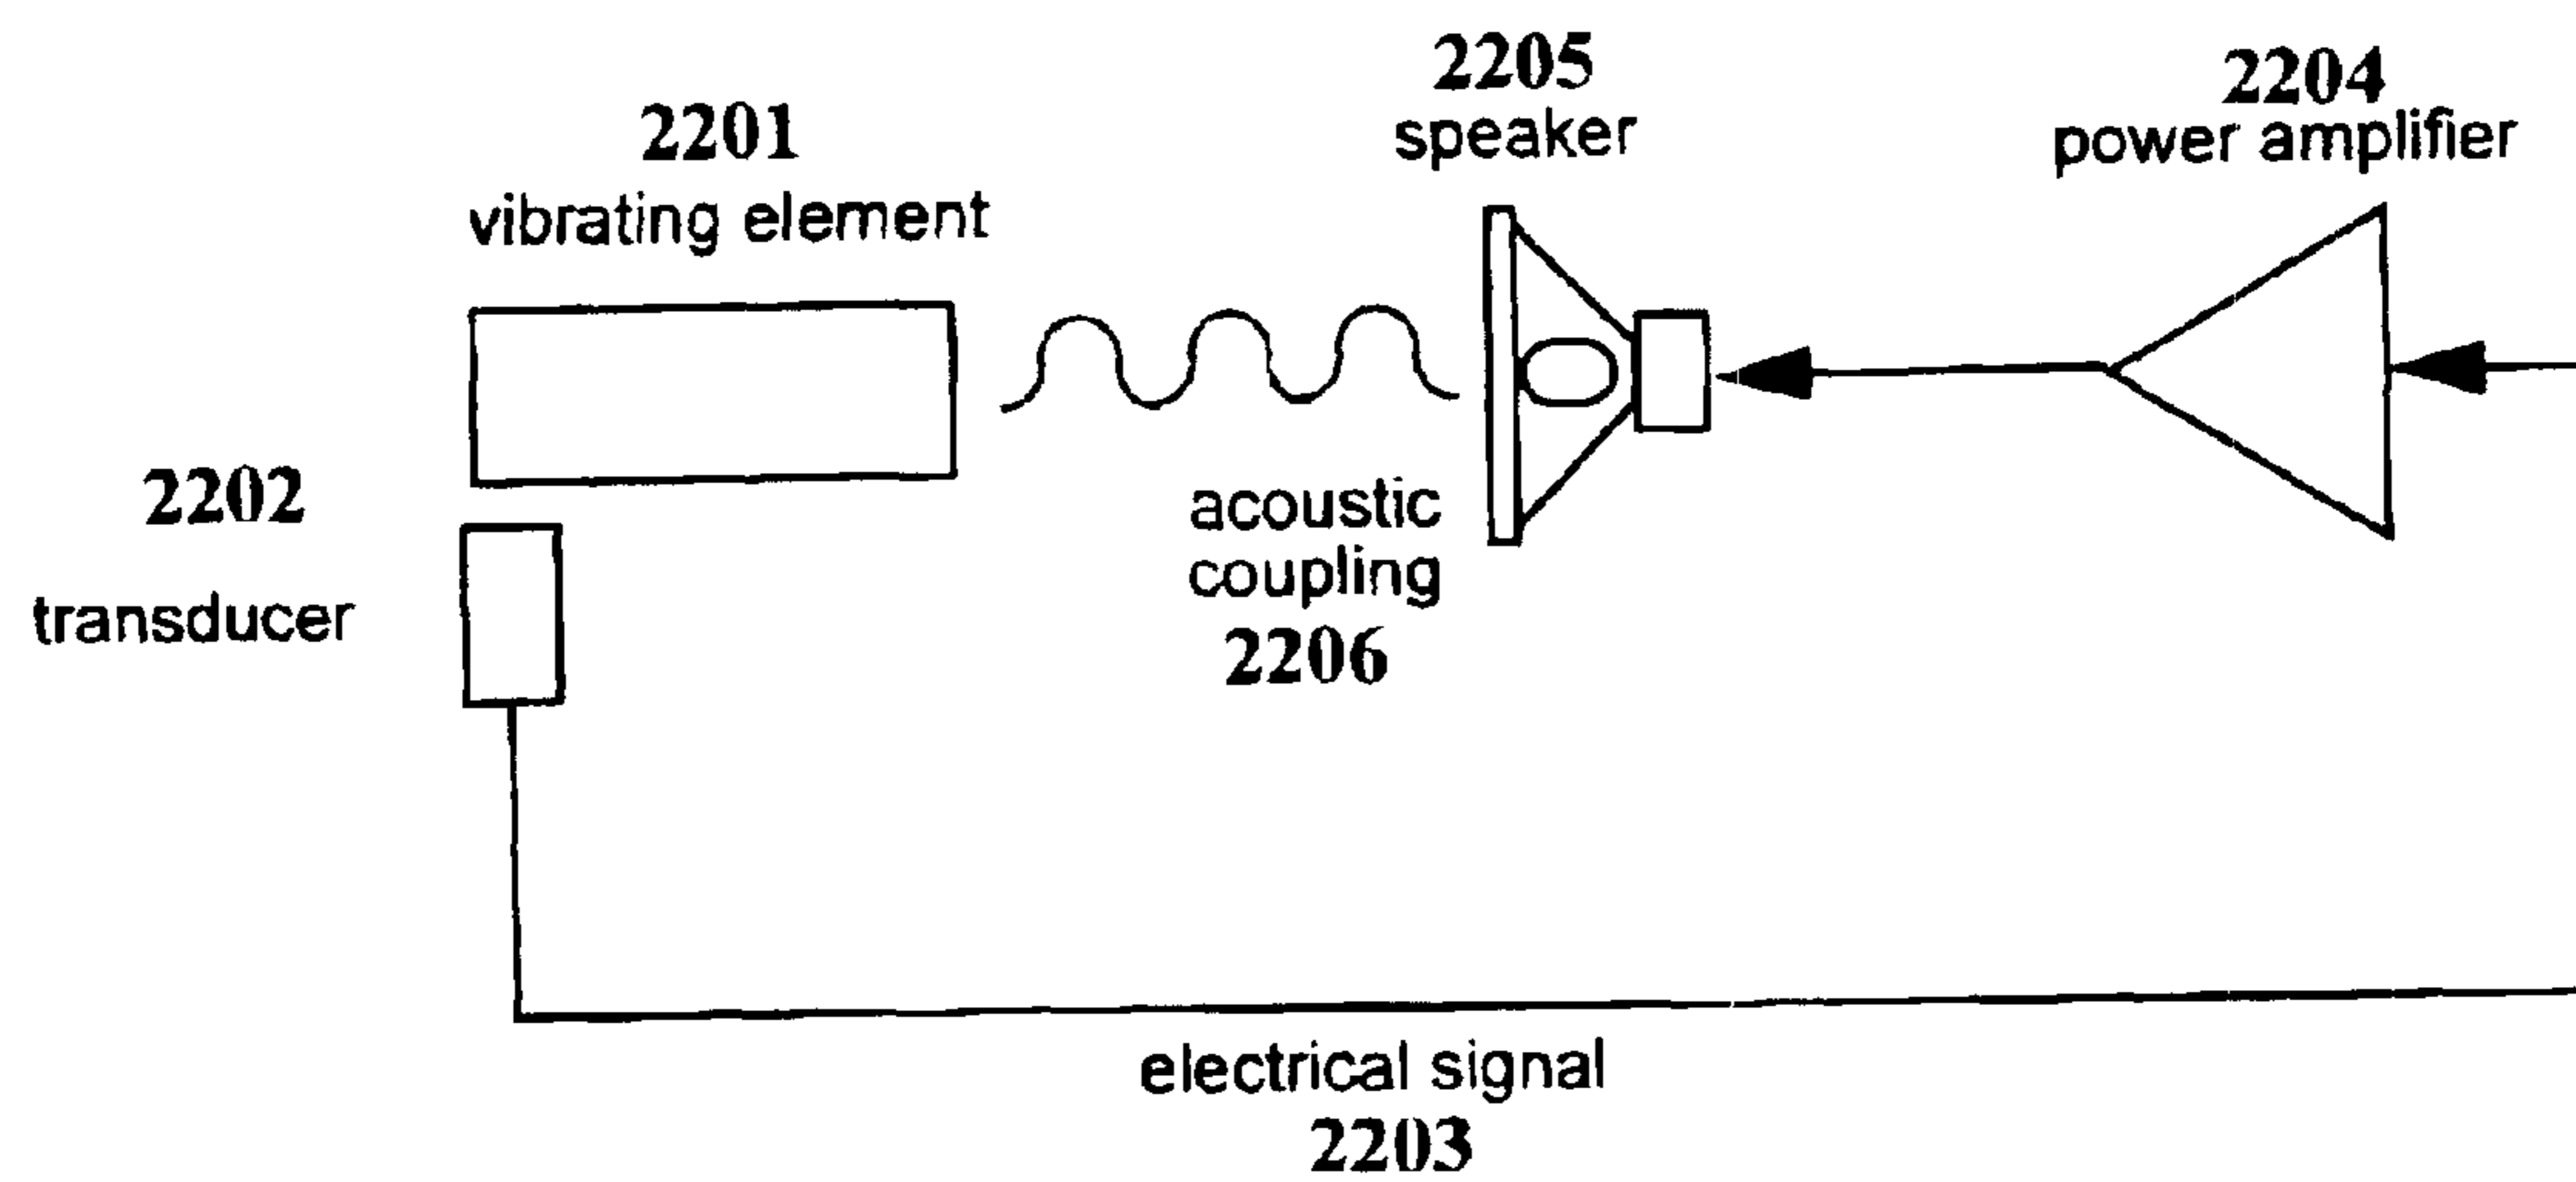 2205
speaker
2204
power amplifier
2201
vibrating element
2202
transducer
acoustic
coupling
2206
electrical signal
2203